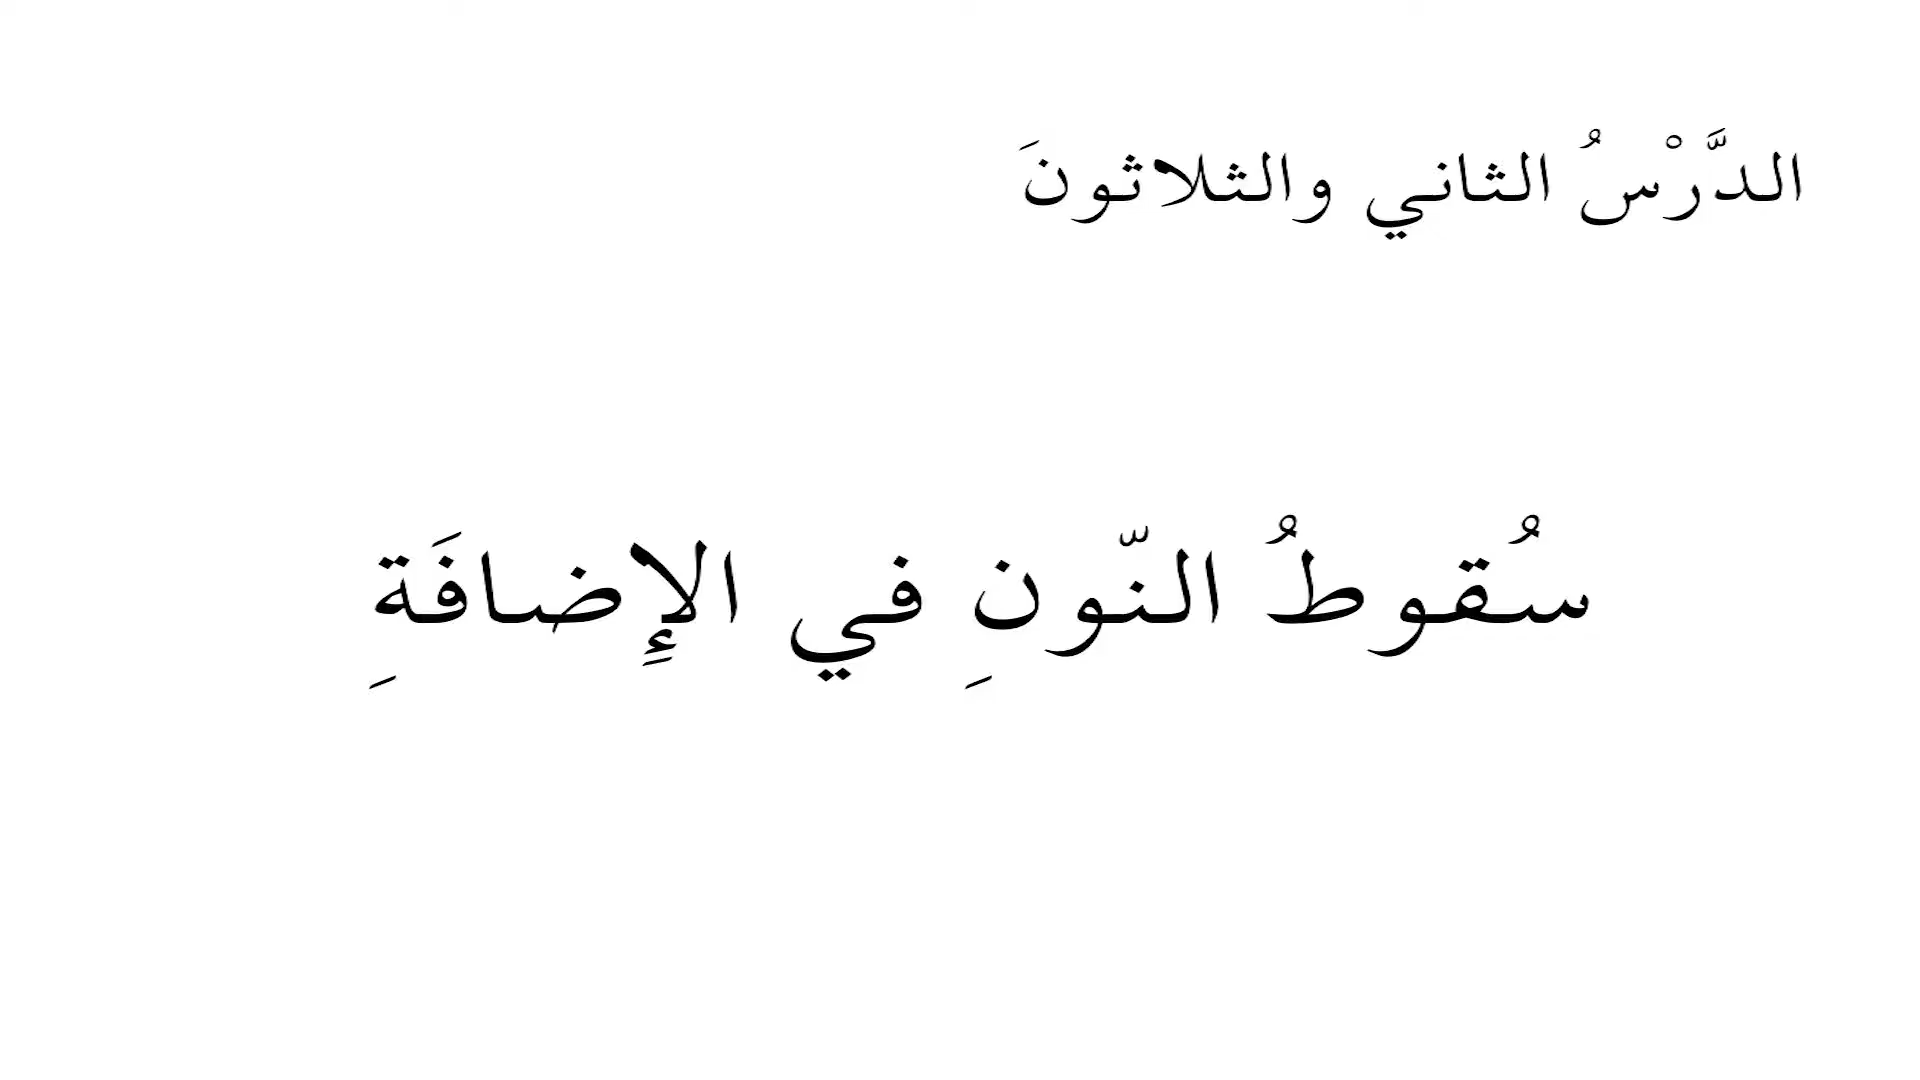 الدَّرْسُ الثاني والثلاثونَ
سُقوطُ النّونِ في الإِضافَةِ